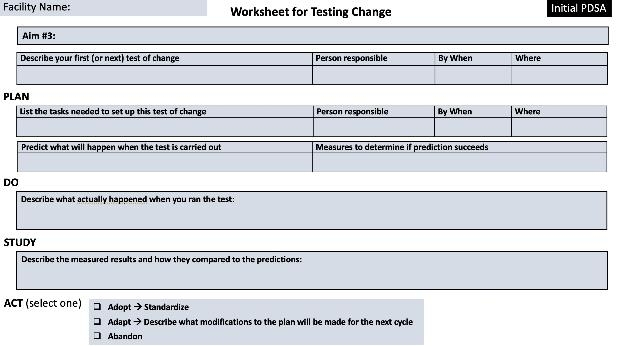 Facility Name:
Worksheet for Testing Change
Initial PDSA
Aim #3:
Describe your first (or next) test of change Person responsible By When Where
PLAN
List the tasks needed to set up this test of change Person responsible By When Where
Predict what will happen when the test is carried out Measures to determine if prediction succeeds
DO
Describe what actually happened when you ran the test:
STUDY
Describe the measured results and how they compared to the predictions:
ACT (select one)
❑ Adopt → Standardize
❑ Adapt → Describe what modifications to the plan will be made for the next cycle
❑ Abandon